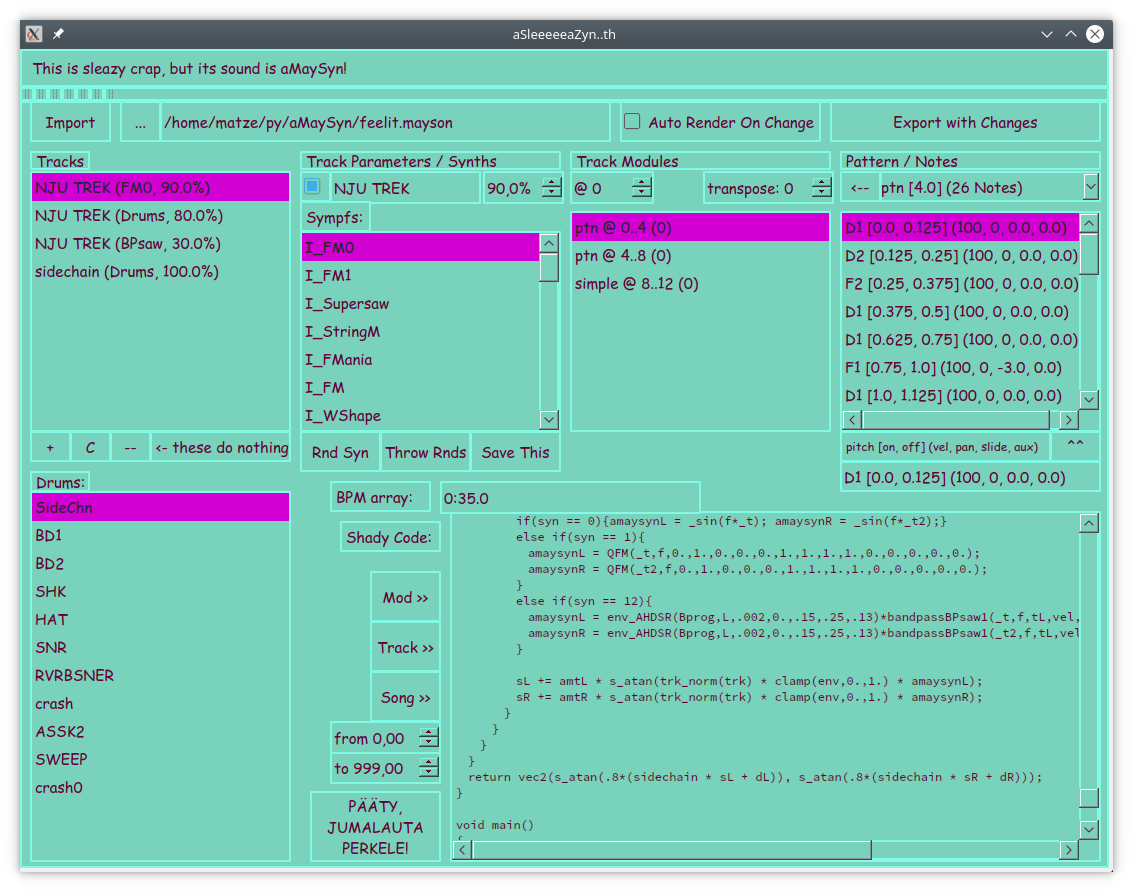 aSleeeeeaZyn..th
This is sleazy crap, but its sound is aMaySyn!
Import
...
/home/matze/py/aMaySyn/feelit.mayson
Auto Render On Change
Export with Changes
Tracks
NJU TREK (FM0, 90.0%)
NJU TREK (Drums, 80.0%)
NJU TREK (BPsaw, 30.0%)
sidechain (Drums, 100.0%)
+
C
--
<- these do nothing
Track Parameters / Synths
NJU TREK
90,0%
Sympfs:
I_FM0
I_FM1
I_Supersaw
I_StringM
I_FMania
I_FM
I_WShape
Rnd Syn
Throw Rnds
Save This
Track Modules
@ 0
transpose: 0
ptn @ 0..4 (0)
ptn @ 4..8 (0)
simple @ 8..12 (0)
Pattern / Notes
<--
ptn [4.0] (26 Notes)
D1 [0.0, 0.125] (100, 0, 0.0, 0.0)
D2 [0.125, 0.25] (100, 0, 0.0, 0.0)
F2 [0.25, 0.375] (100, 0, 0.0, 0.0)
D1 [0.375, 0.5] (100, 0, 0.0, 0.0)
D1 [0.625, 0.75] (100, 0, 0.0, 0.0)
F1 [0.75, 1.0] (100, 0, -3.0, 0.0)
D1 [1.0, 1.125] (100, 0, 0.0, 0.0)
pitch [on, off] (vel, pan, slide, aux)
^^
D1 [0.0, 0.125] (100, 0, 0.0, 0.0)
Drums:
SideChn
BD1
BD2
SHK
HAT
SNR
RVRBSNER
crash
ASSK2
SWEEP
crash0
BPM array:
0:35.0
Shady Code:
Mod >>
Track >>
Song >>
from 0,00
to 999,00
PÄÄTY,
JUMALAUTA
PERKELE!
if(syn == 0){amaysynL = _sin(f*_t); amaysynR = _sin(f*_t2);}
else if(syn == 1){
amaysynL = QFM(_t,f,0.,1.,0.,0.,0.,1.,1.,1.,1.,0.,0.,0.,0.,0.);
amaysynR = QFM(_t2,f,0.,1.,0.,0.,0.,1.,1.,1.,1.,0.,0.,0.,0.,0.);
}
else if(syn == 12){
amaysynL = env_AHDSR(Bprog,L,.002,0.,.15,.25,.13)*bandpassBPsaw1(_t,f,tL,vel,
amaysynR = env_AHDSR(Bprog,L,.002,0.,.15,.25,.13)*bandpassBPsaw1(_t2,f,tL,vel
}
sL += amtL * s_atan(trk_norm(trk) * clamp(env,0.,1.) * amaysynL);
sR += amtR * s_atan(trk_norm(trk) * clamp(env,0.,1.) * amaysynR);
}
}
}
}
return vec2(s_atan(.8*(sidechain * sL + dL)), s_atan(.8*(sidechain * sR + dR)));
}
void main()
{